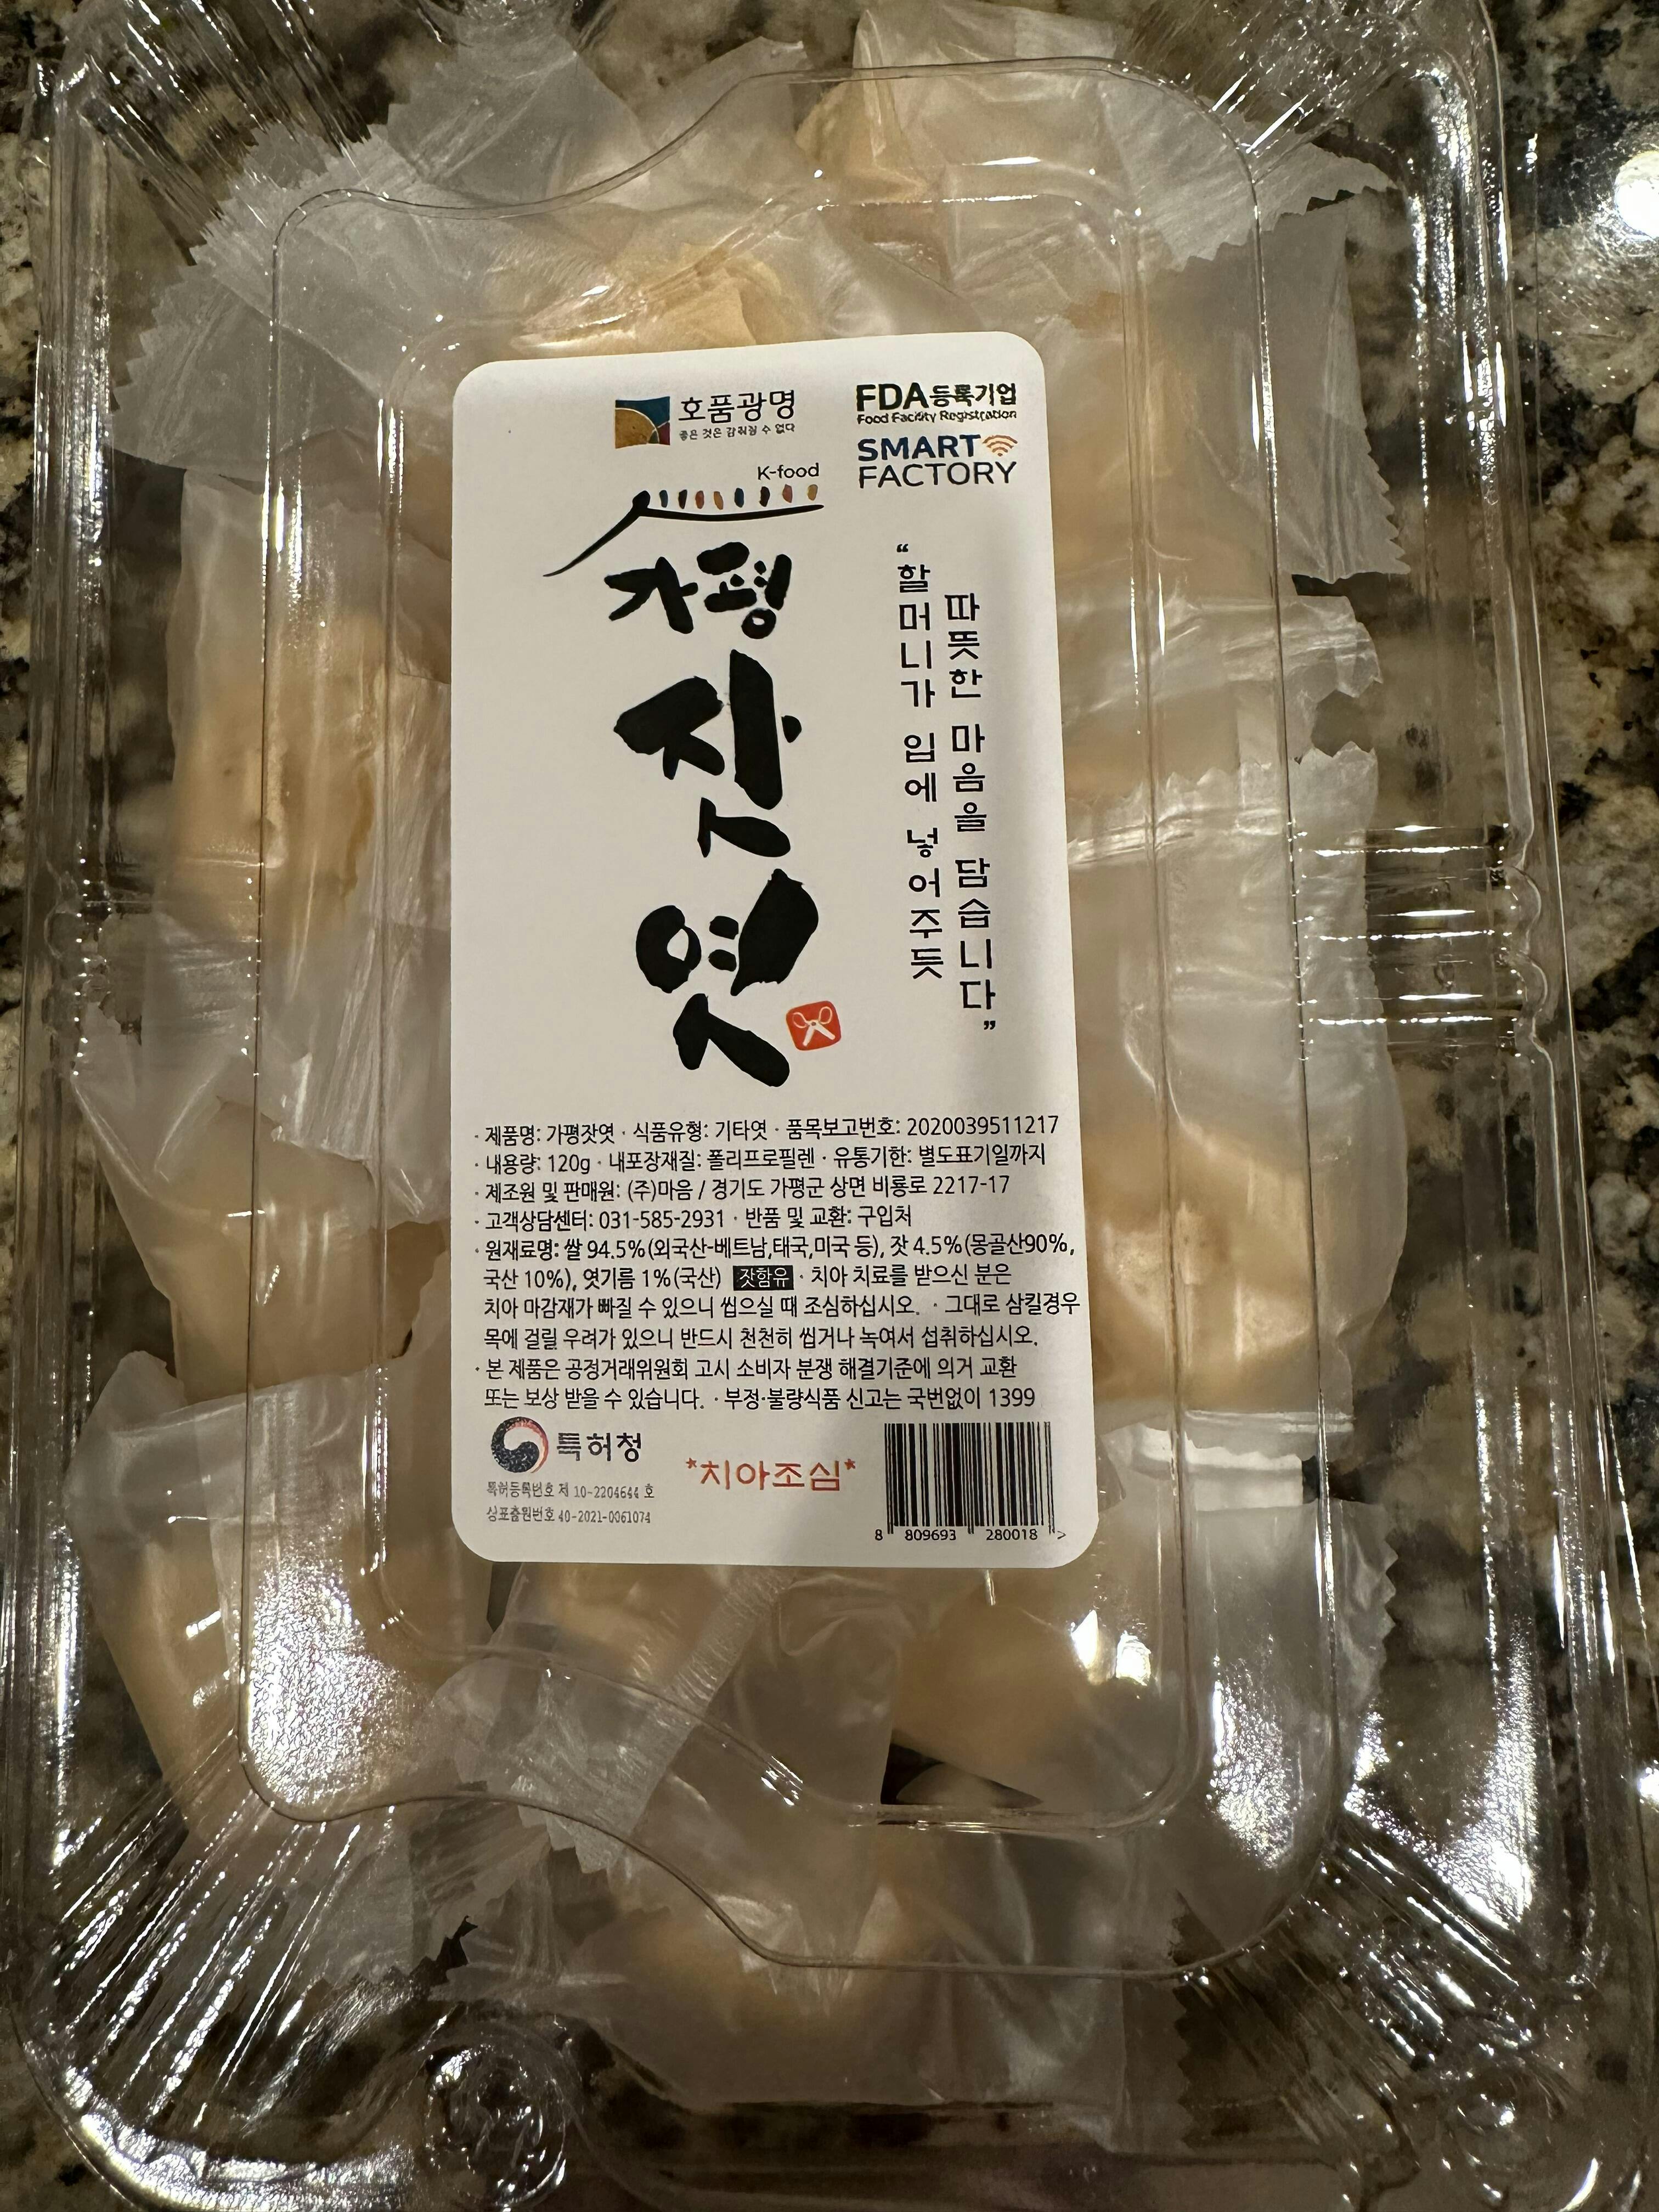 호품광명
좋은 것은 감춰질 수 없다
FDA등록기업
Food Facility Registration
SMART
FACTORY
K-food
가평
잣
엿
“할머니가 입에 넣어주듯
따뜻한 마음을 담습니다”
· 제품명: 가평잣엿 · 식품유형: 기타엿 · 품목보고번호: 2020039511217
· 내용량: 120g · 내포장재질: 폴리프로필렌 · 유통기한: 별도표기일까지
· 제조원 및 판매원: (주)마음 / 경기도 가평군 상면 비룡로 2217-17
· 고객상담센터: 031-585-2931 · 반품 및 교환: 구입처
· 원재료명: 쌀 94.5%(외국산-베트남,태국,미국 등), 잣 4.5%(몽골산90%,
국산 10%), 엿기름 1%(국산) 잣함유 · 치아 치료를 받으신 분은
치아 마감재가 빠질 수 있으니 씹으실 때 조심하십시오. · 그대로 삼킬경우
목에 걸릴 우려가 있으니 반드시 천천히 씹거나 녹여서 섭취하십시오.
· 본 제품은 공정거래위원회 고시 소비자 분쟁 해결기준에 의거 교환
또는 보상 받을 수 있습니다. · 부정·불량식품 신고는 국번없이 1399
특허청
특허등록번호 제 10-2204644 호
상표출원번호 40-2021-0061074
*치아조심*
8 809693 280018 >